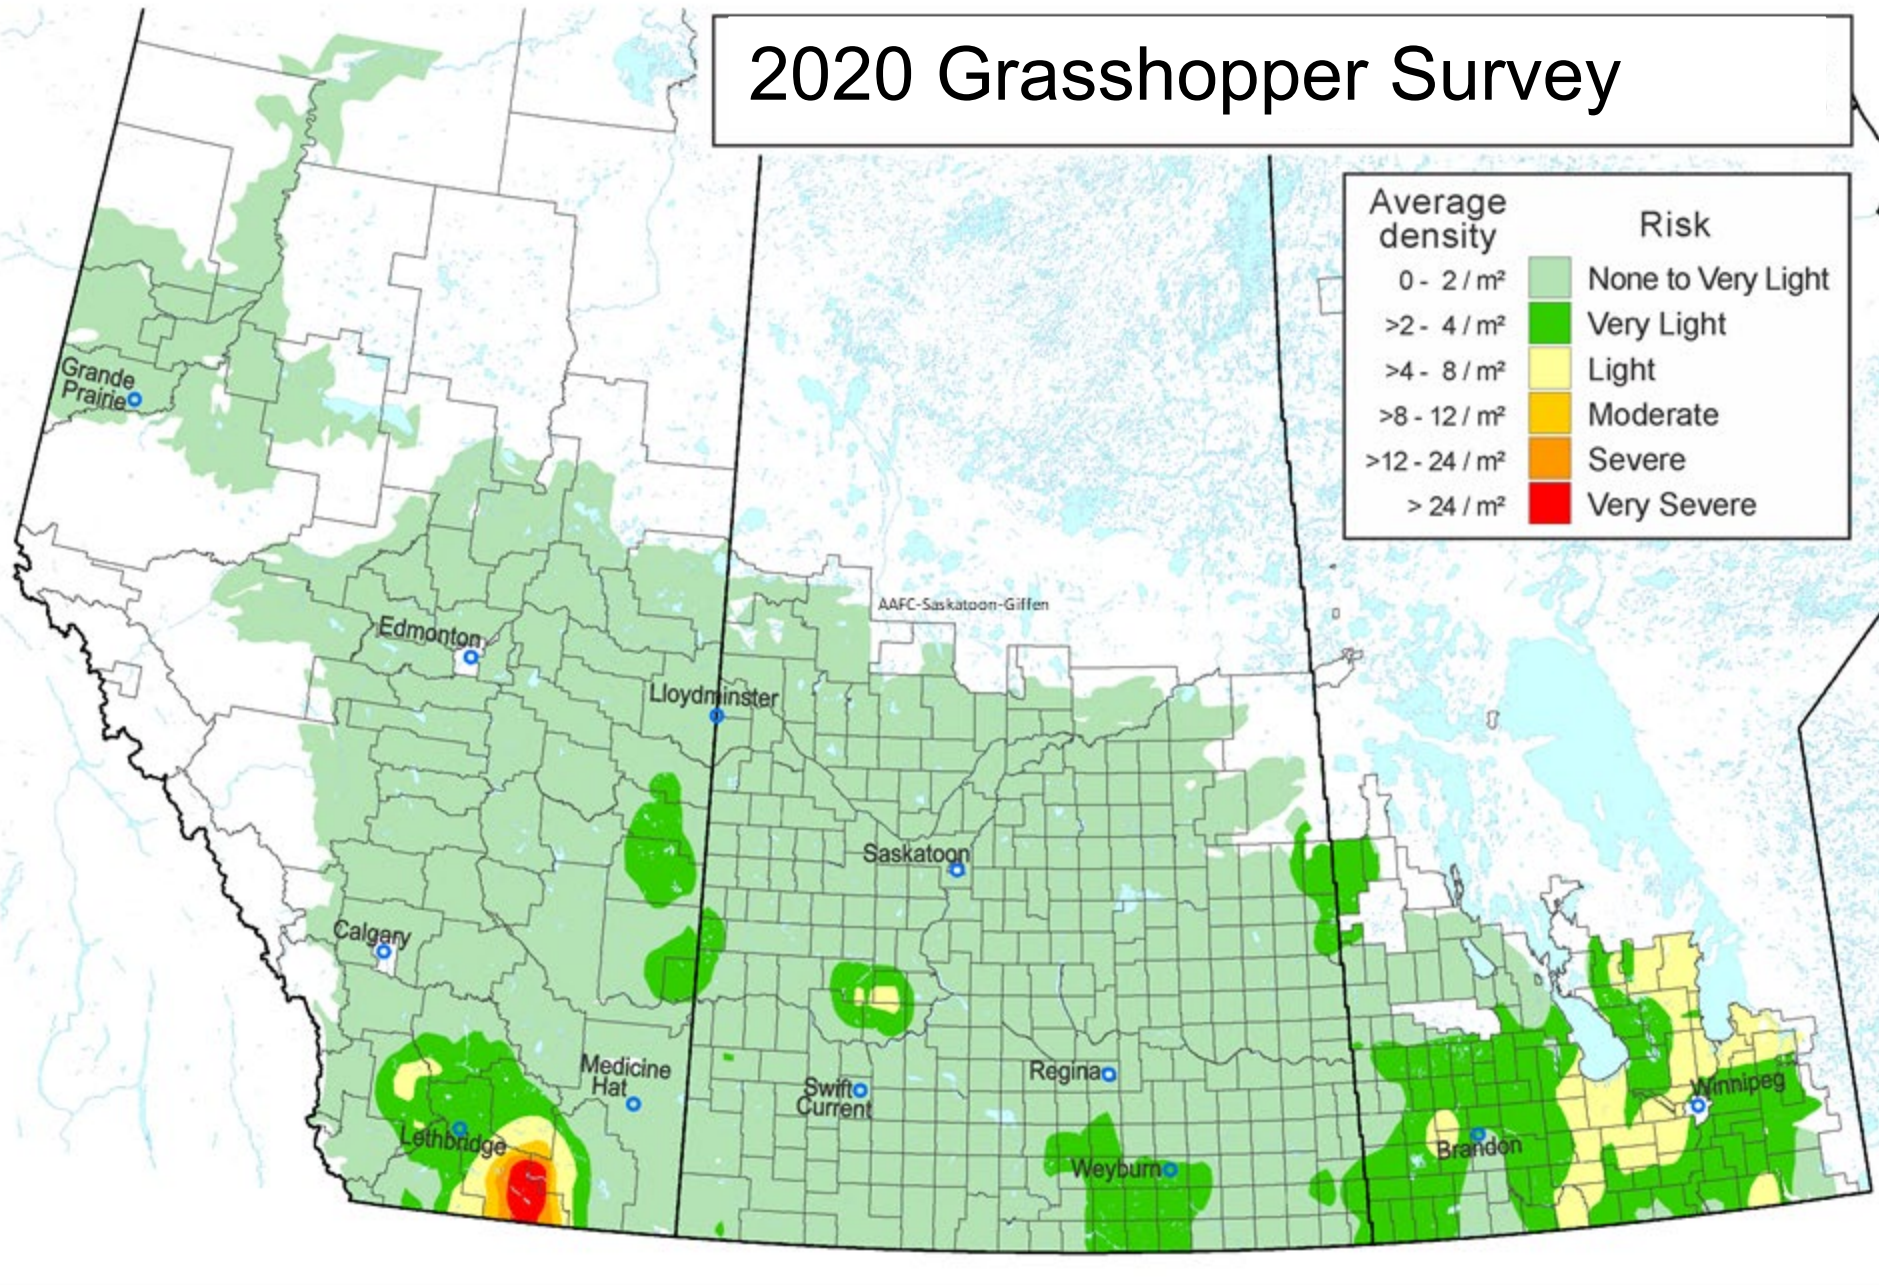 2020 Grasshopper Survey
Average
density
Risk
0 - 2 / m² None to Very Light
>2 - 4 / m² Very Light
>4 - 8 / m² Light
>8 - 12 / m² Moderate
>12 - 24 / m² Severe
> 24 / m² Very Severe
Grande
Prairie
AAFC-Saskatoon-Giffen
Edmonton
Lloydminster
Saskatoon
Calgary
Medicine
Hat
Swift
Current
Regina
Winnipeg
Lethbridge
Weyburn
Brandon